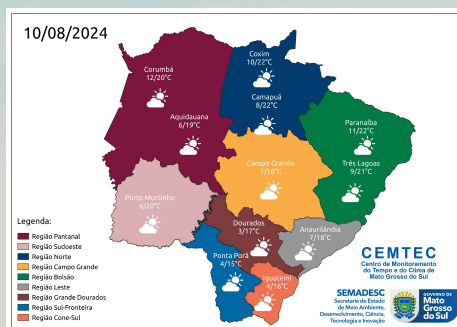 10/08/2024
Coxim
10/22°C
Corumbá
12/20°C
Camapuã
8/22°C
Aquidauana
6/19°C
Paranaíba
11/22°C
Campo Grande
7/18°C
Três Lagoas
9/21°C
Porto Murtinho
6/20°C
Dourados
3/17°C
Anaurilândia
7/18°C
Ponta Porã
4/15°C
Iguatemi
4/16°C
Legenda:
Região Pantanal
Região Sudoeste
Região Norte
Região Campo Grande
Região Bolsão
Região Leste
Região Grande Dourados
Região Sul-Fronteira
Região Cone-Sul
CEMTEC
Centro de Monitoramento
do Tempo e do Clima de
Mato Grosso do Sul
SEMADESC
Secretaria de Estado
de Meio Ambiente,
Desenvolvimento, Ciência,
Tecnologia e Inovação
GOVERNO DE
Mato
Grosso
do Sul